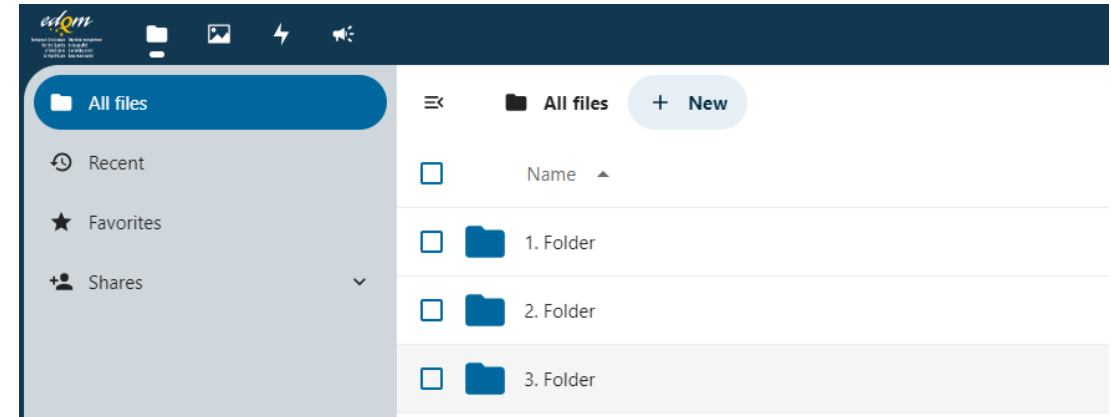 edqm
All files
Recent
Favorites
Shares
All files
+ New
Name
1. Folder
2. Folder
3. Folder